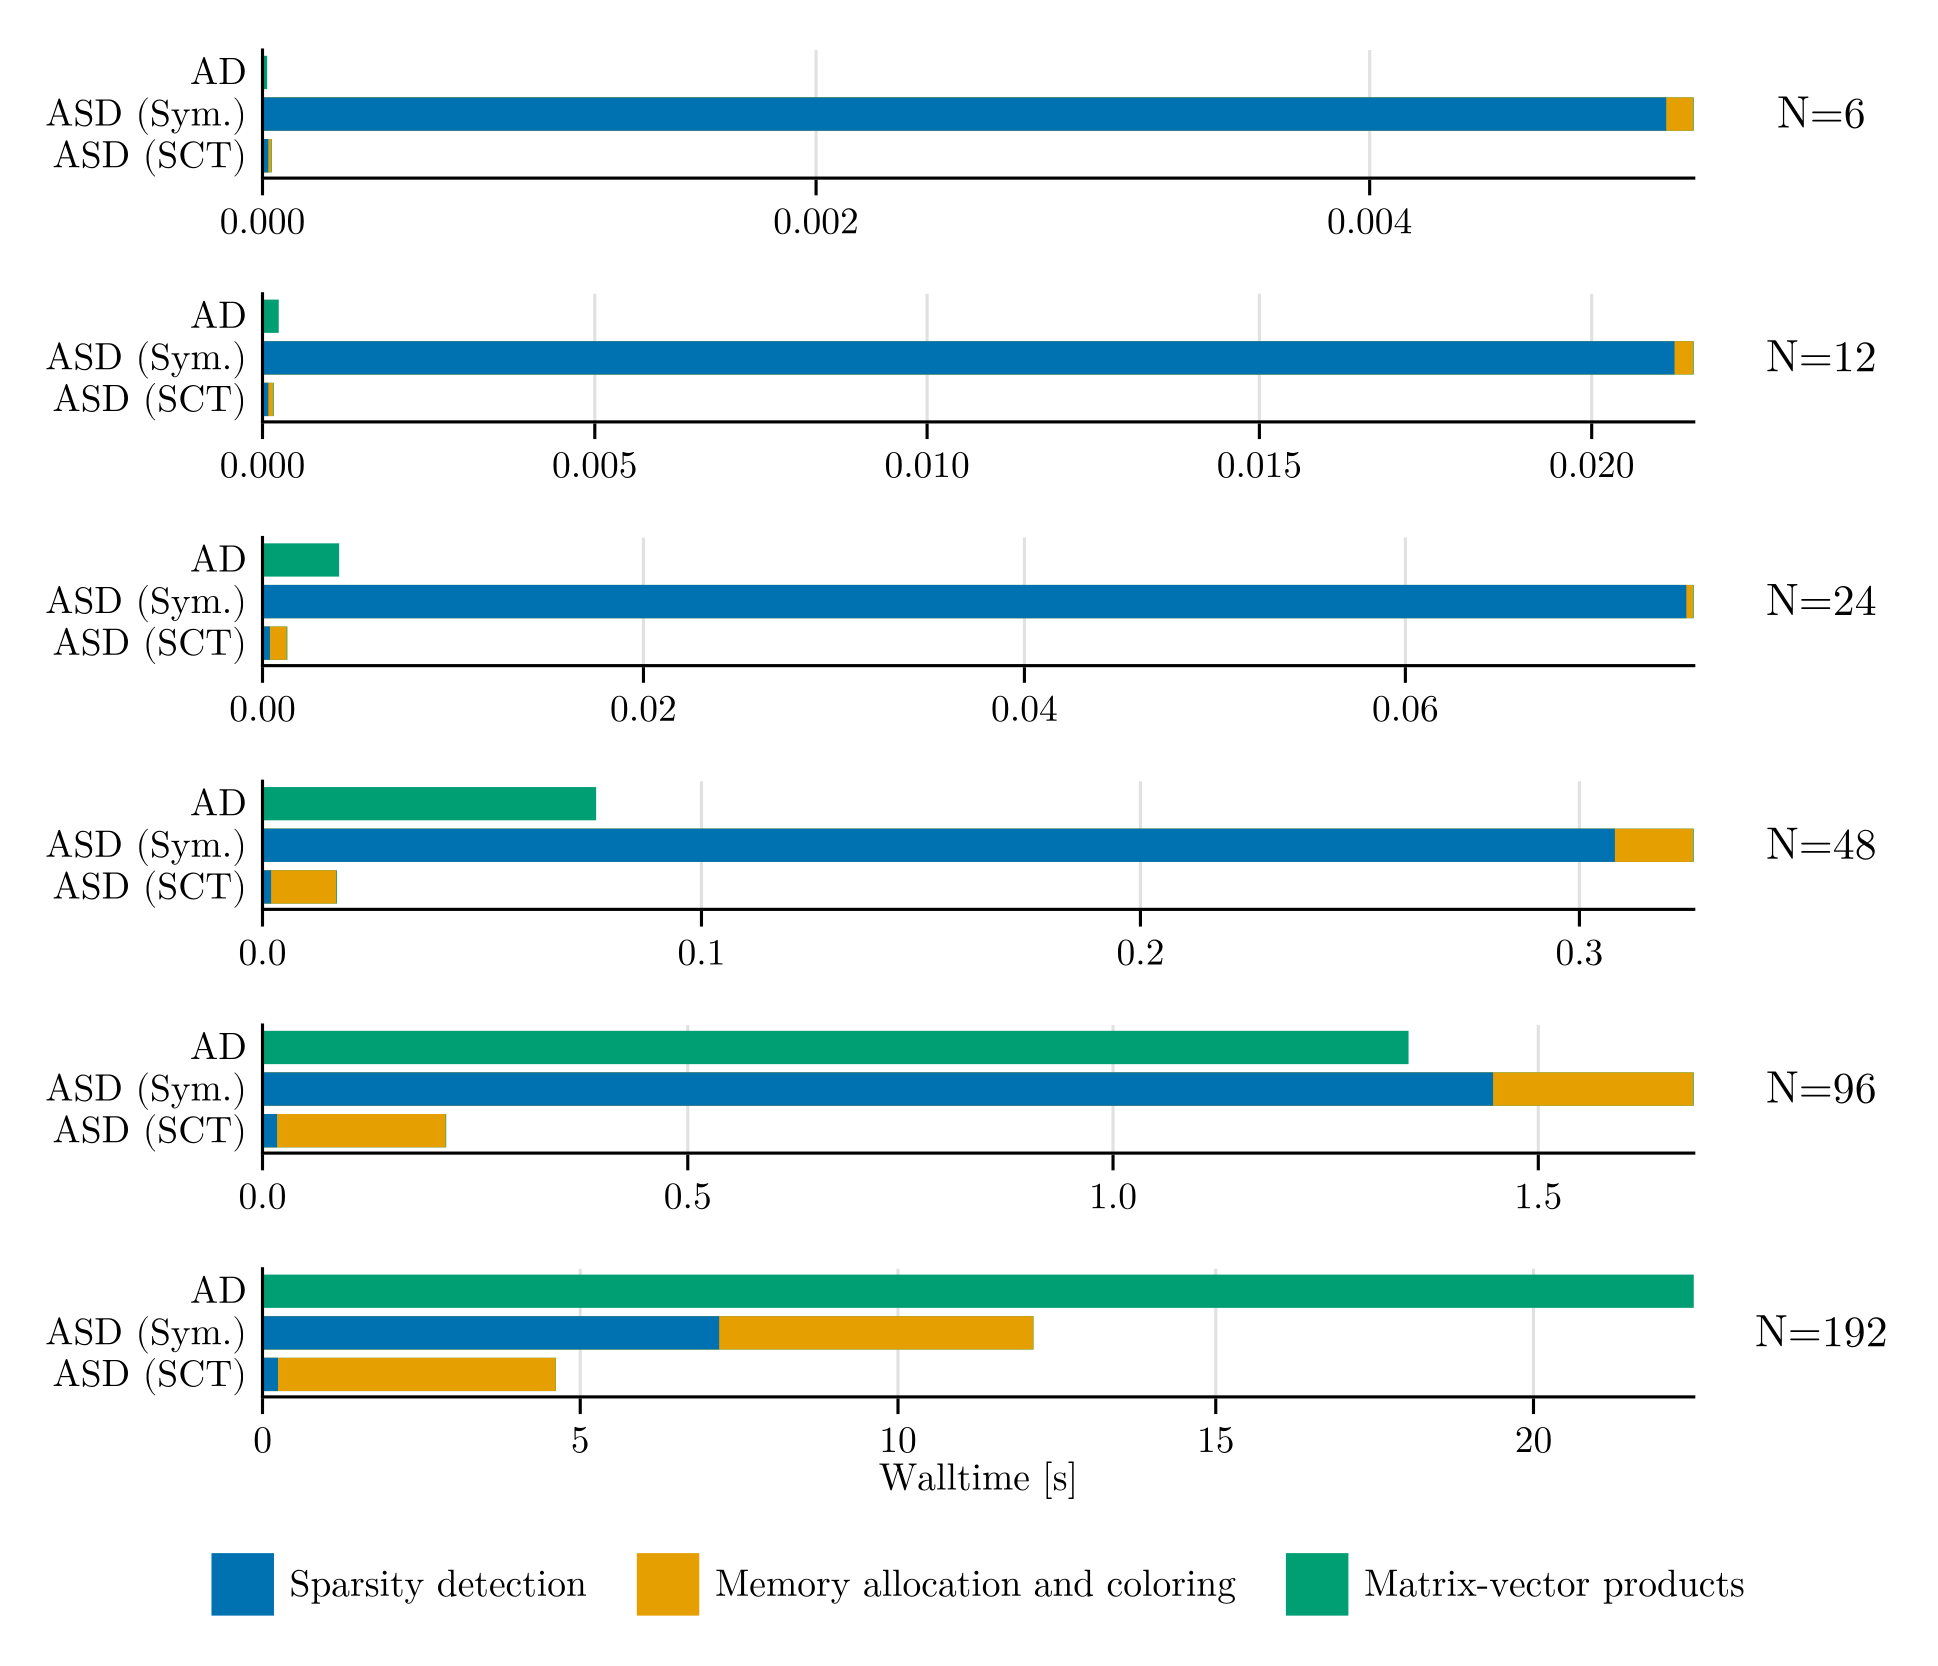 AD
ASD (Sym.)
N=6
ASD (SCT)
0.000 0.002 0.004
AD
ASD (Sym.)
N=12
ASD (SCT)
0.000 0.005 0.010 0.015 0.020
AD
ASD (Sym.)
N=24
ASD (SCT)
0.00 0.02 0.04 0.06
AD
ASD (Sym.)
N=48
ASD (SCT)
0.0 0.1 0.2 0.3
AD
ASD (Sym.)
N=96
ASD (SCT)
0.0 0.5 1.0 1.5
AD
ASD (Sym.)
N=192
ASD (SCT)
0 5 10 15 20
Walltime [s]
Sparsity detection
Memory allocation and coloring
Matrix-vector products